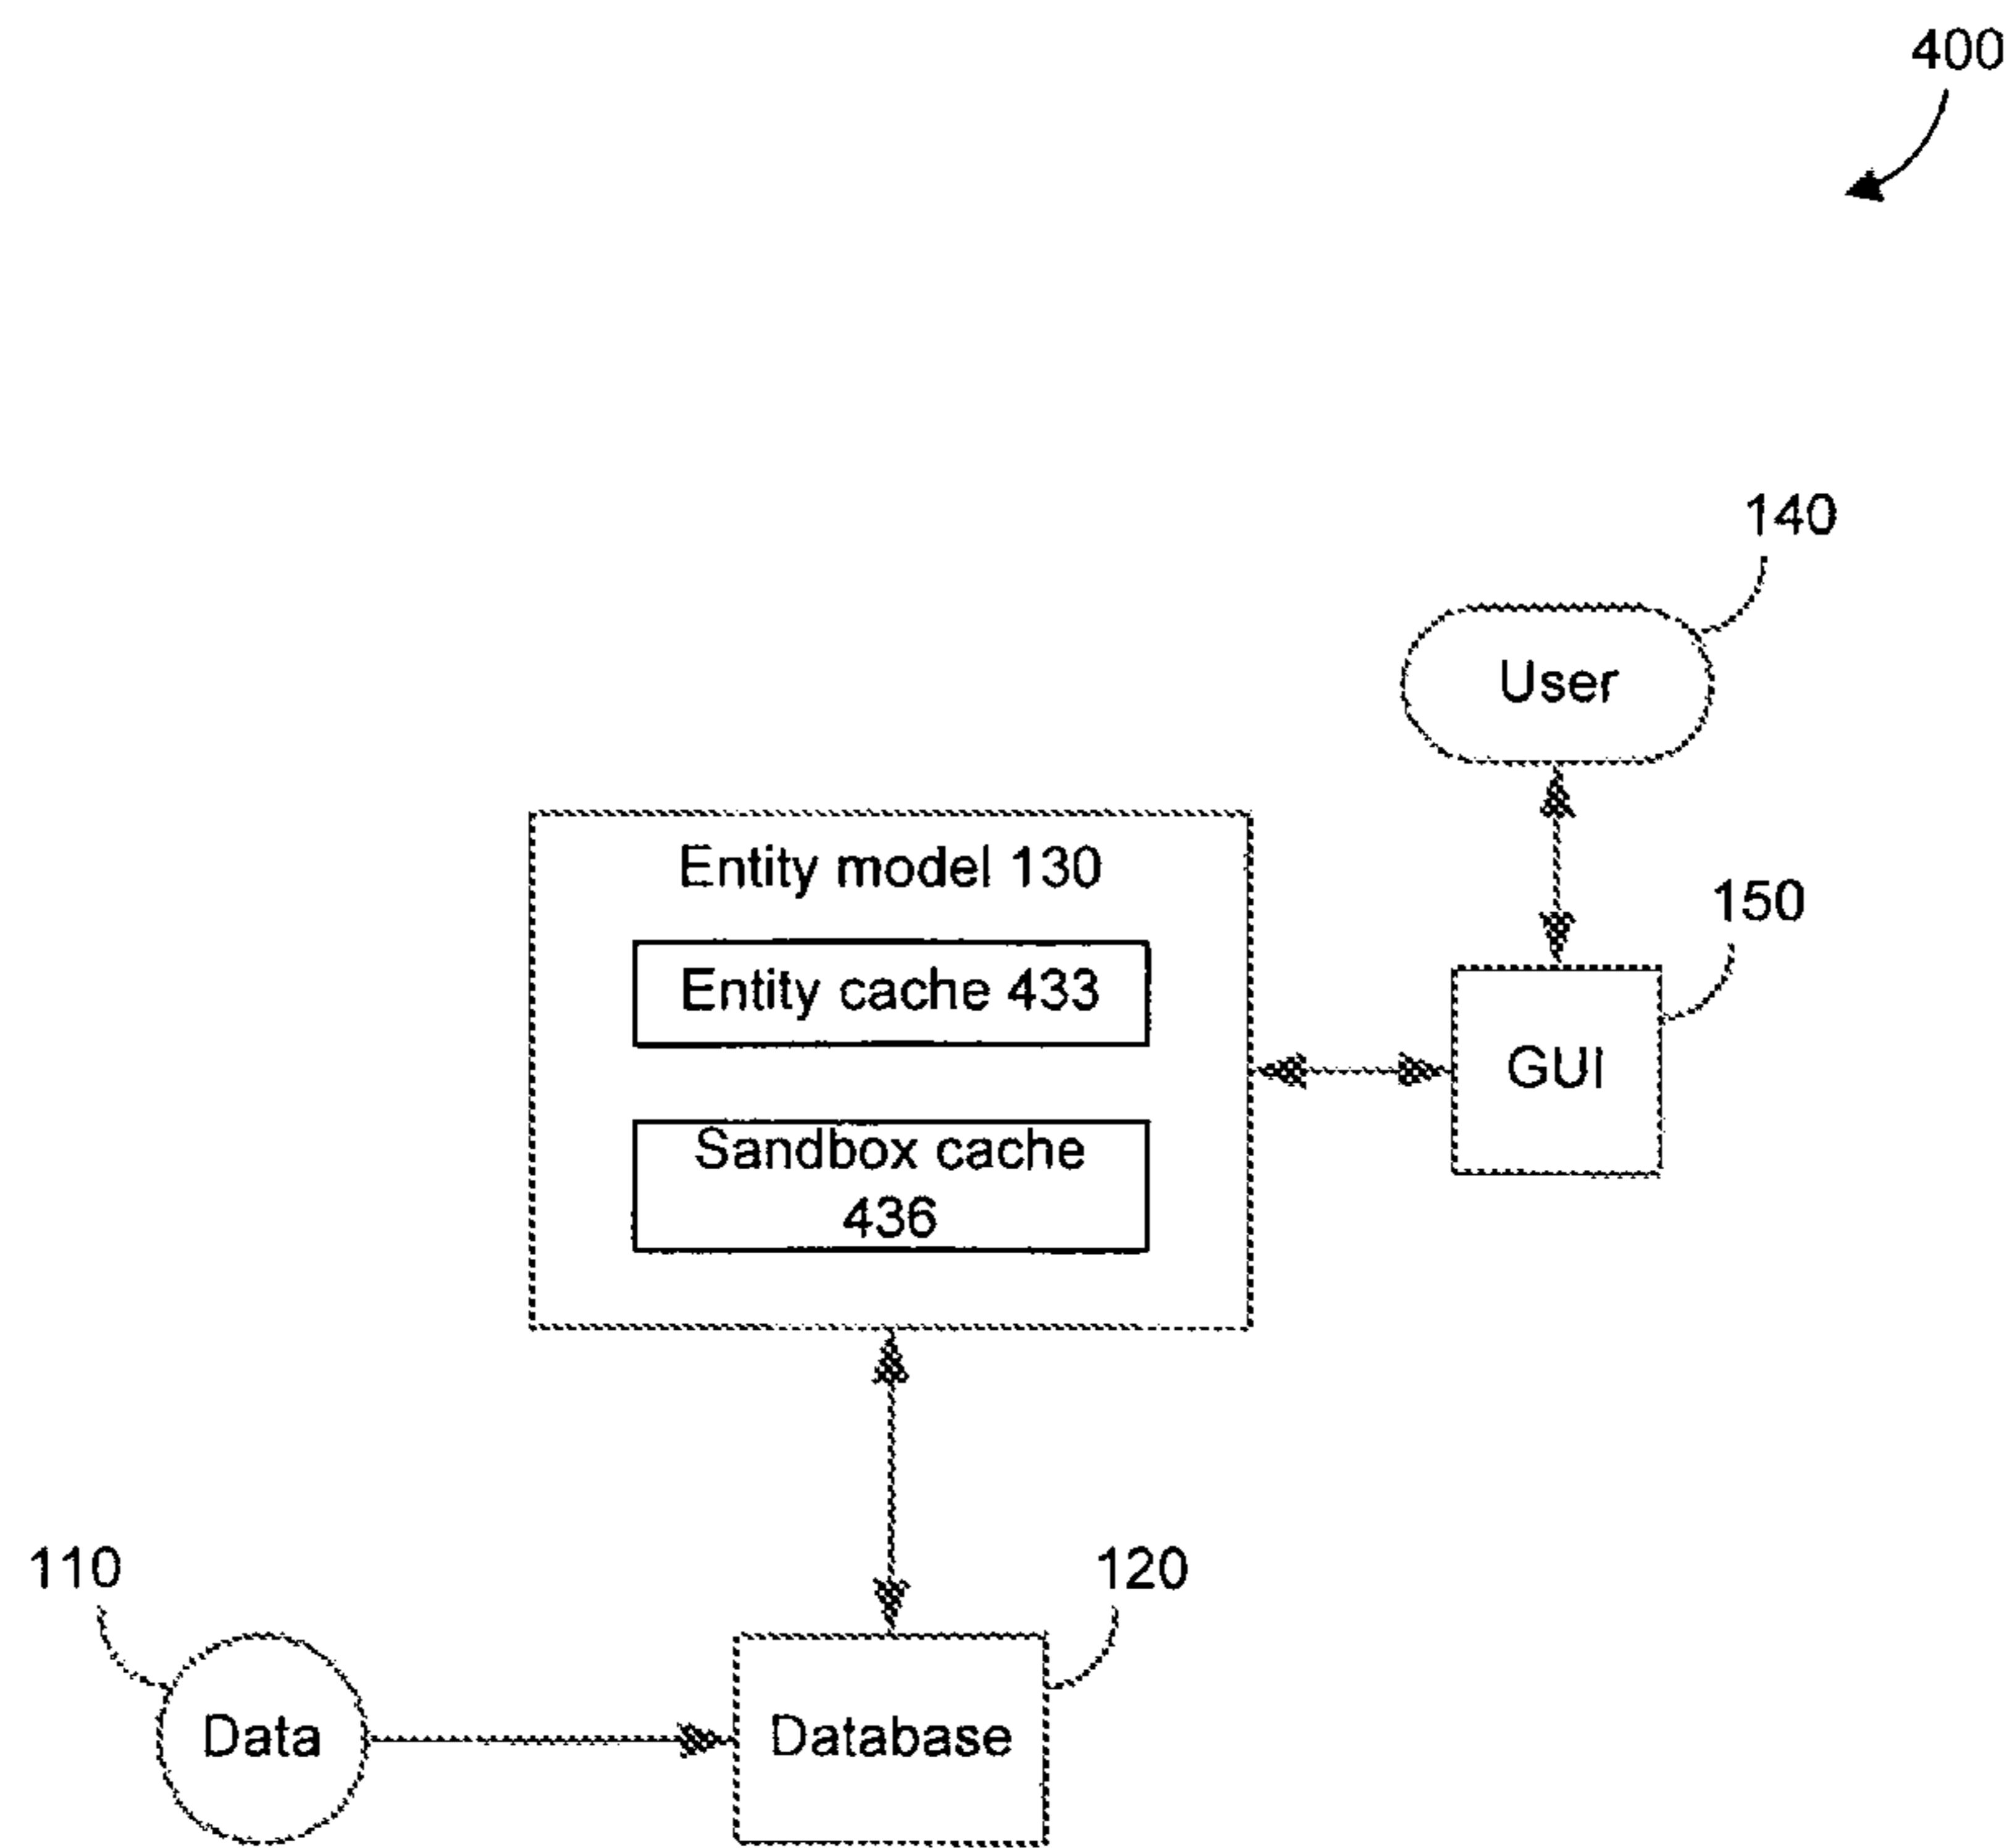 400
140
User
Entity model 130
150
Entity cache 433
GUI
Sandbox cache
436
110
120
Data
Database